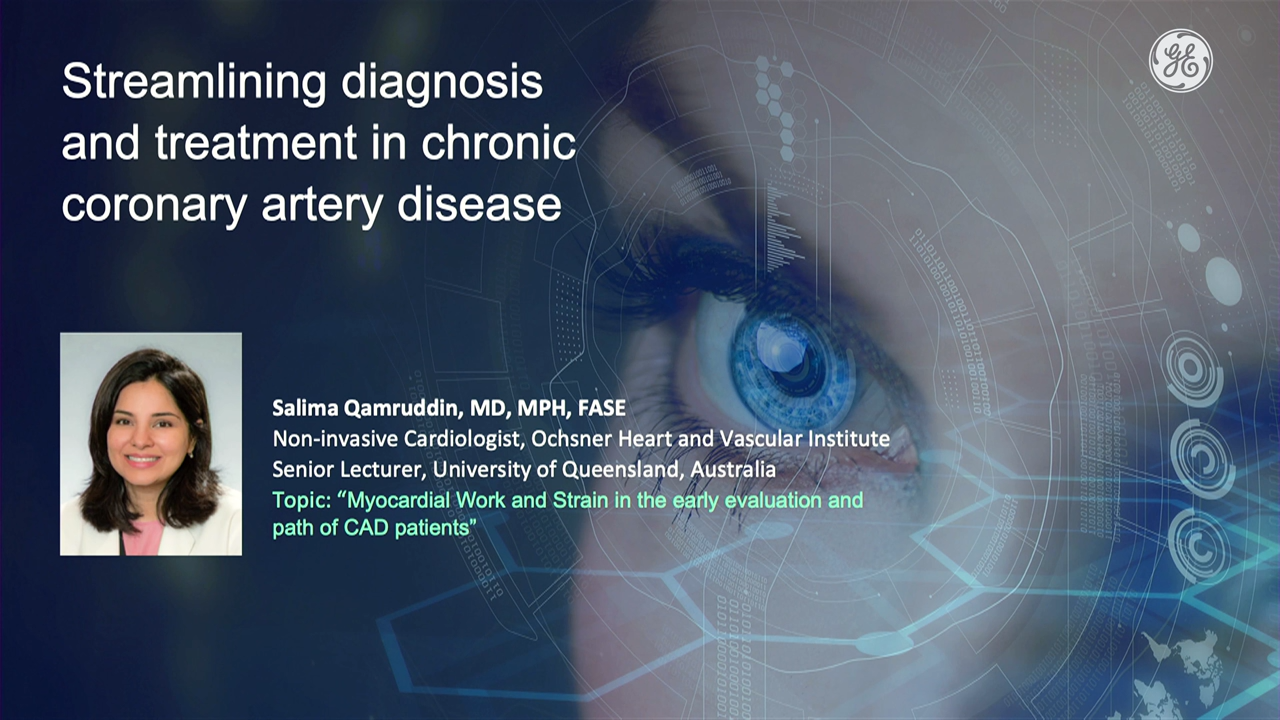 Streamlining diagnosis
and treatment in chronic
coronary artery disease
Salima Qamruddin, MD, MPH, FASE
Non-invasive Cardiologist, Ochsner Heart and Vascular Institute
Senior Lecturer, University of Queensland, Australia
Topic: “Myocardial Work and Strain in the early evaluation and
path of CAD patients”
GE